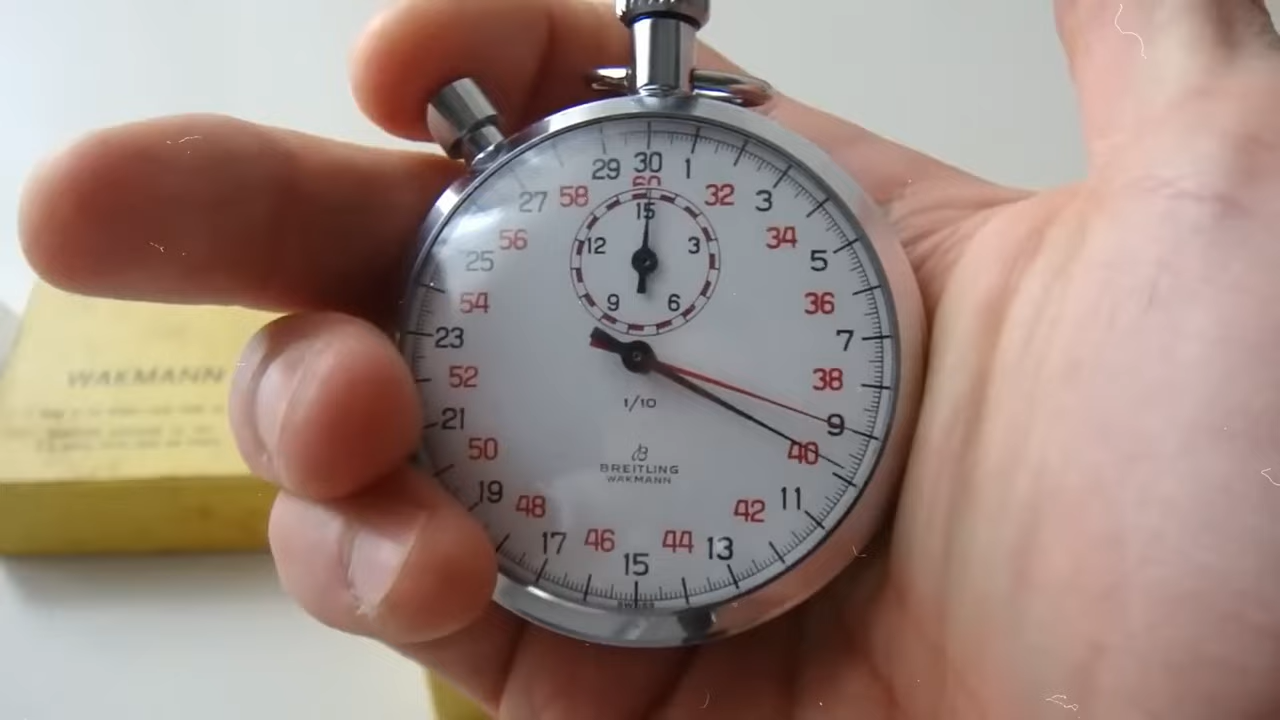 29 30 1
27 58 60 32 3
56 15 34
25 12 3 5
54 9 6 36
23 7
52 38
1/10
21 9
50 40
BREITLING
WAKMANN
19 11
48 42
17 46 44 13
15
SWISS
WAKMANN